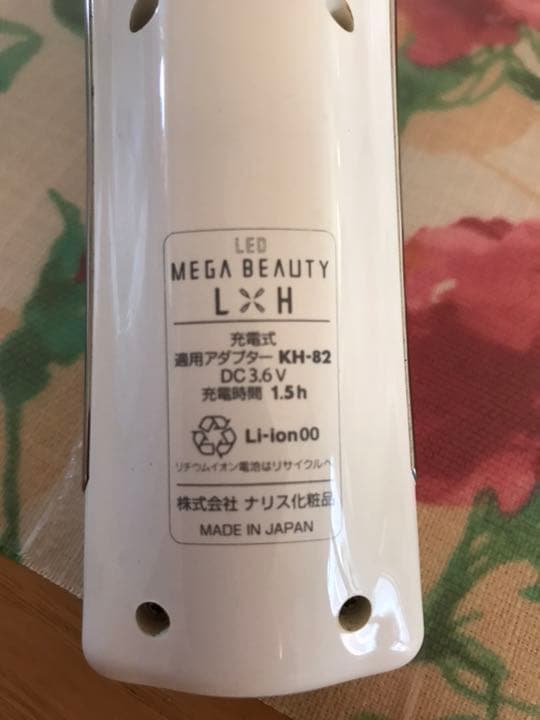 LED
MEGA BEAUTY
L×H
充電式
適用アダプター KH-82
DC 3.6 V
充電時間 1.5h
Li-ion00
リチウムイオン電池はリサイクルへ
株式会社 ナリス化粧品
MADE IN JAPAN